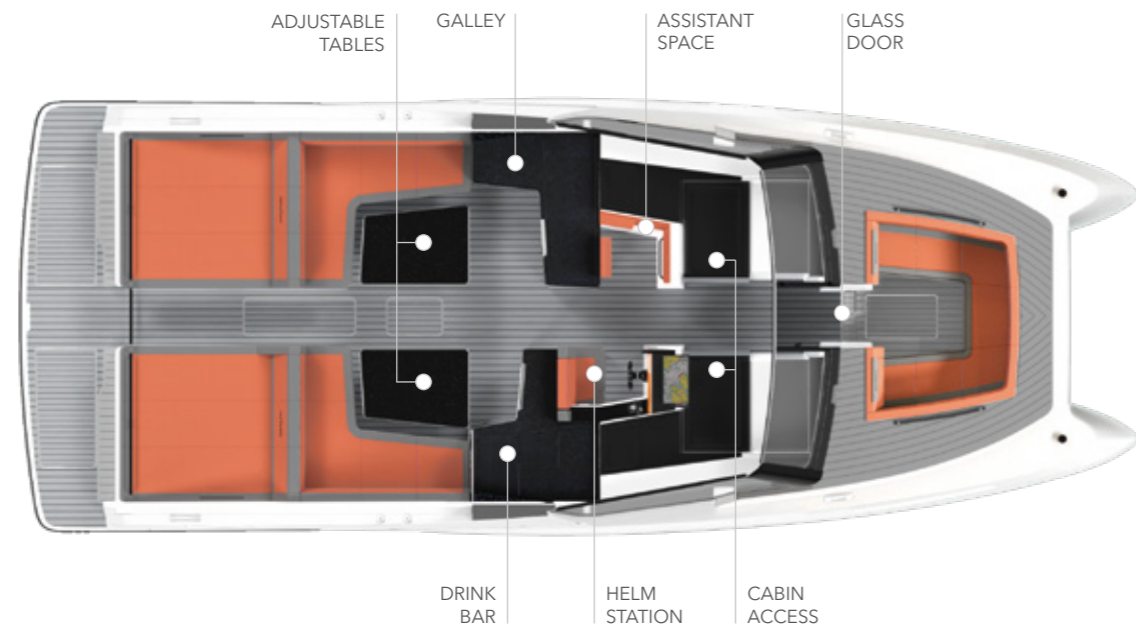 ADJUSTABLE
TABLES
GALLEY
ASSISTANT
SPACE
GLASS
DOOR
DRINK
BAR
HELM
STATION
CABIN
ACCESS